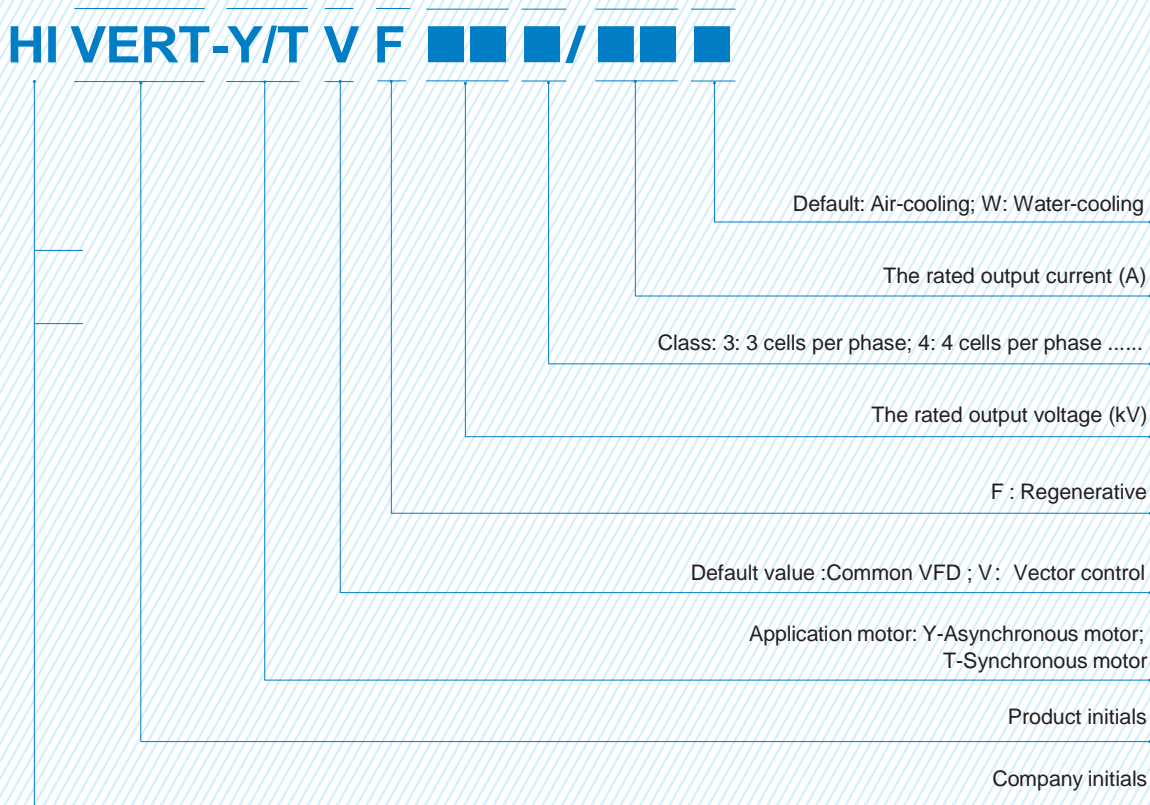 HI VERT-Y/T V F ■■ ■/ ■■ ■
Default: Air-cooling; W: Water-cooling
The rated output current (A)
Class: 3: 3 cells per phase; 4: 4 cells per phase ......
The rated output voltage (kV)
F : Regenerative
Default value :Common VFD ; V： Vector control
Application motor: Y-Asynchronous motor;
T-Synchronous motor
Product initials
Company initials